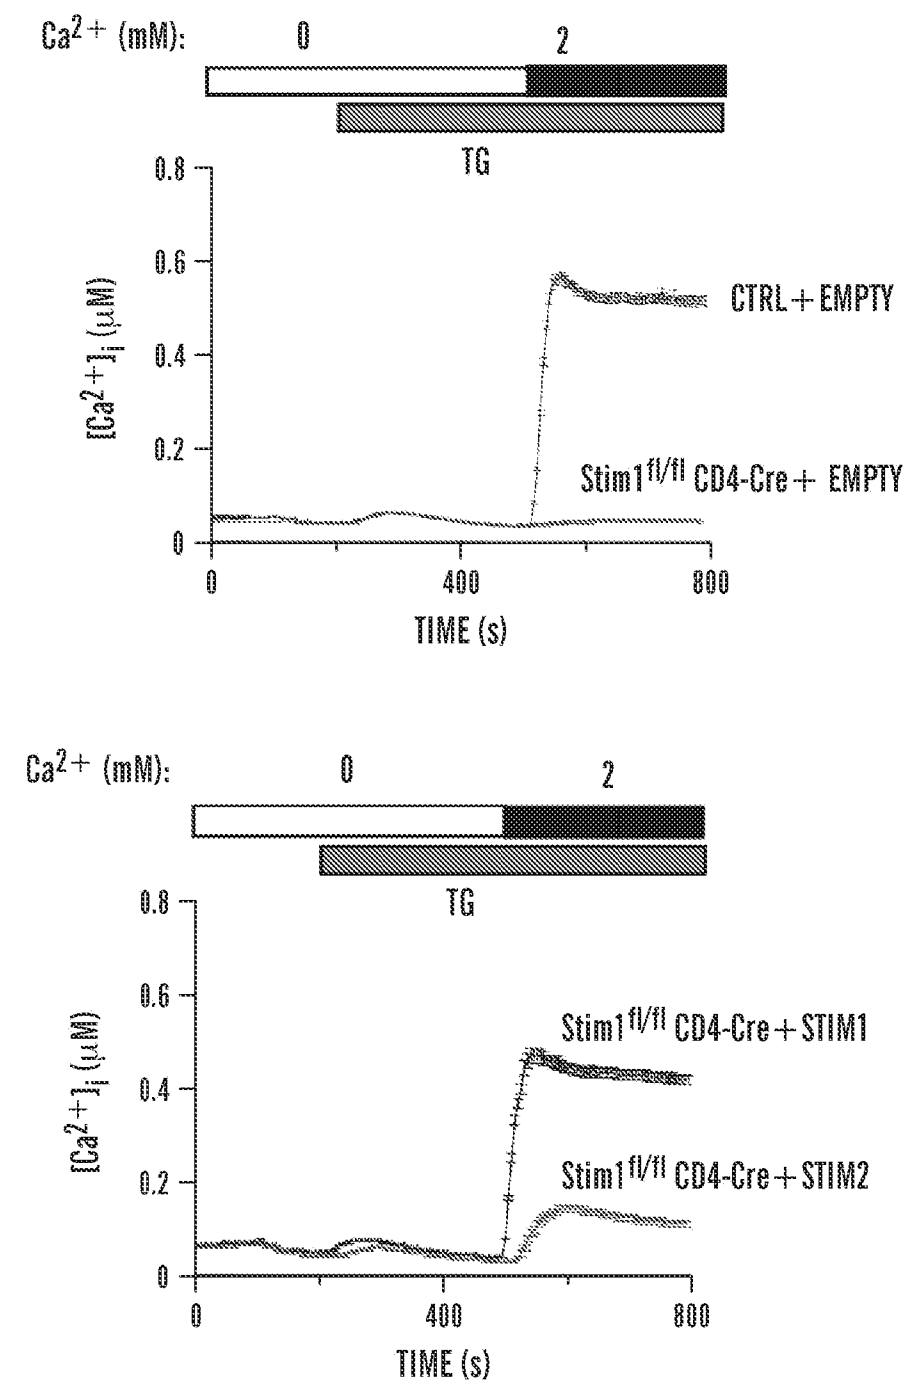 Ca2+ (mM): 0 2
TG
0.8
0.6
0.4
0.2
0
[Ca2+]i (μM)
CTRL+EMPTY
Stim1fl/fl CD4-Cre+ EMPTY
0 400 800
TIME (s)
Ca2+ (mM): 0 2
TG
0.8
0.6
0.4
0.2
0
[Ca2+]i (μM)
Stim1fl/fl CD4-Cre+STIM1
Stim1fl/fl CD4-Cre+STIM2
0 400 800
TIME (s)